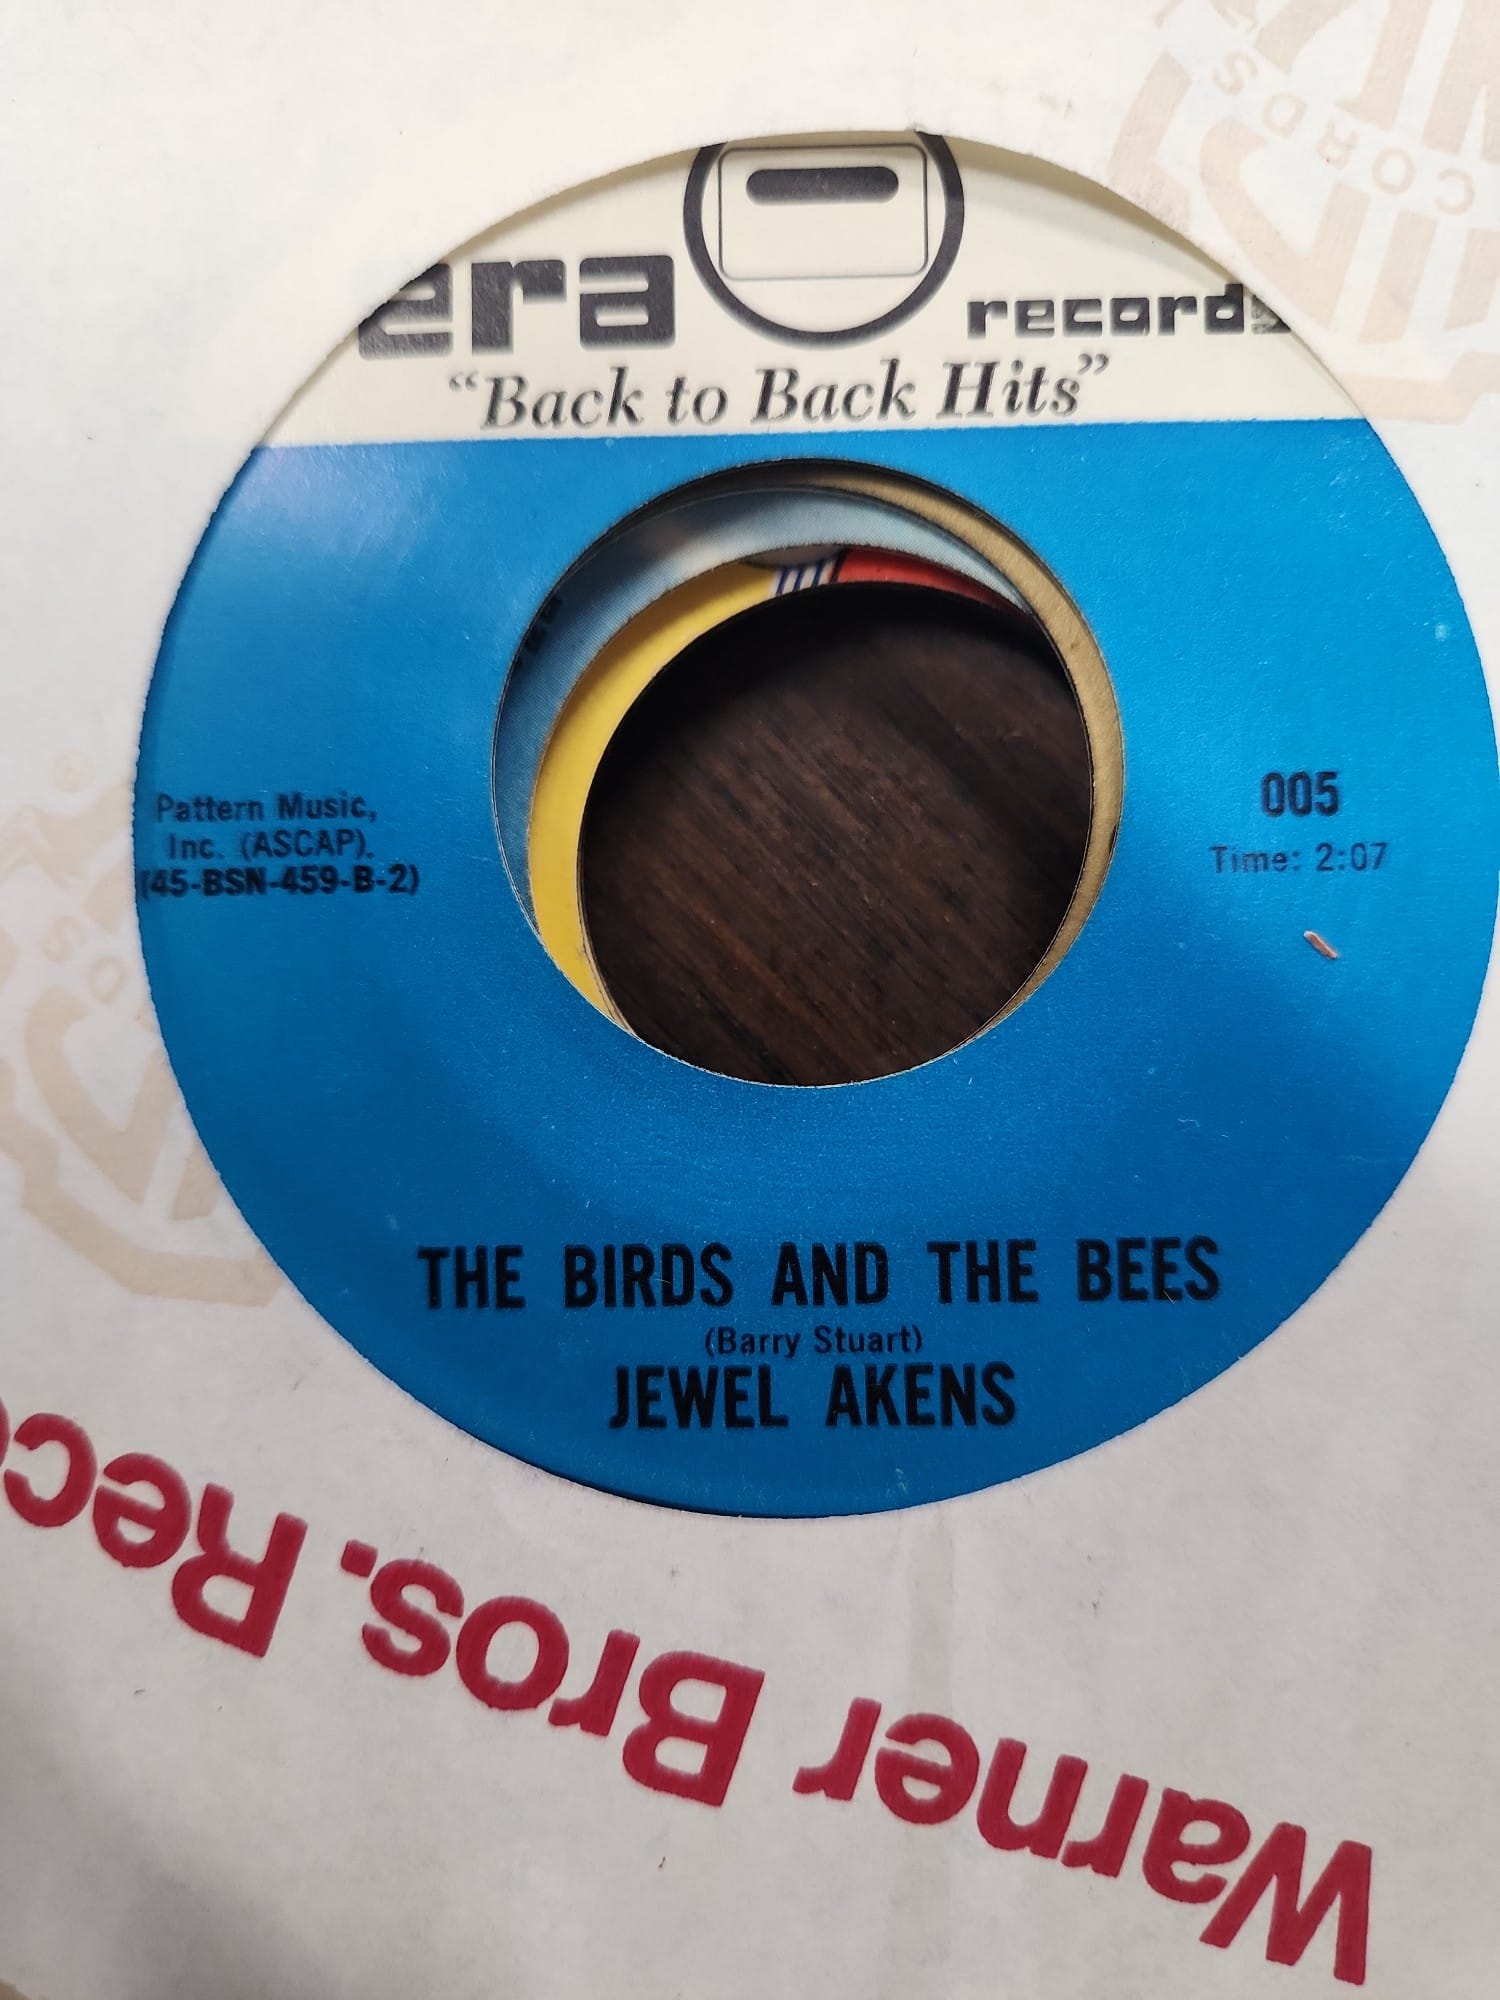 era records
"Back to Back Hits"
Pattern Music,
Inc. (ASCAP).
(45-BSN-459-B-2)
005
Time: 2:07
THE BIRDS AND THE BEES
(Barry Stuart)
JEWEL AKENS
Warner Bros. Reco